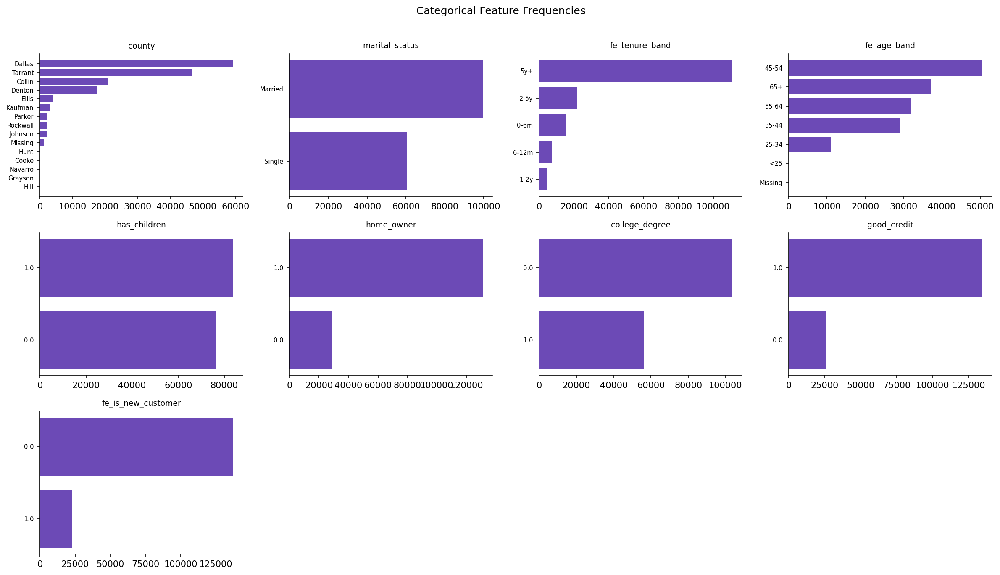 Categorical Feature Frequencies
county
Dallas
Tarrant
Collin
Denton
Ellis
Kaufman
Parker
Rockwall
Johnson
Missing
Hunt
Cooke
Navarro
Grayson
Hill
0 10000 20000 30000 40000 50000 60000
marital_status
Married
Single
0 20000 40000 60000 80000 100000
fe_tenure_band
5y+
2-5y
0-6m
6-12m
1-2y
0 20000 40000 60000 80000 100000
fe_age_band
45-54
65+
55-64
35-44
25-34
<25
Missing
0 10000 20000 30000 40000 50000
has_children
1.0
0.0
0 20000 40000 60000 80000
home_owner
1.0
0.0
0 20000 40000 60000 80000 100000 120000
college_degree
0.0
1.0
0 20000 40000 60000 80000 100000
good_credit
1.0
0.0
0 25000 50000 75000 100000 125000
fe_is_new_customer
0.0
1.0
0 25000 50000 75000 100000 125000